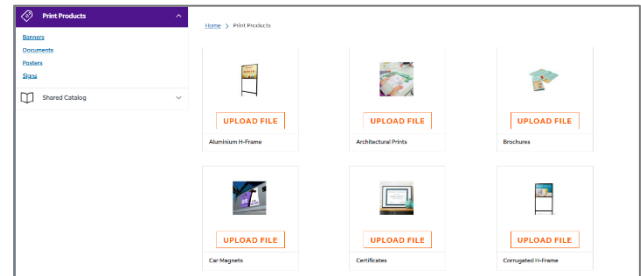 Print Products
Banners
Documents
Posters
Signs
Shared Catalog
Home > Print Products
UPLOAD FILE
UPLOAD FILE
UPLOAD FILE
Aluminium H-Frame
Architectural Prints
Brochures
UPLOAD FILE
UPLOAD FILE
UPLOAD FILE
Car Magnets
Certificates
Corrugated H-Frame